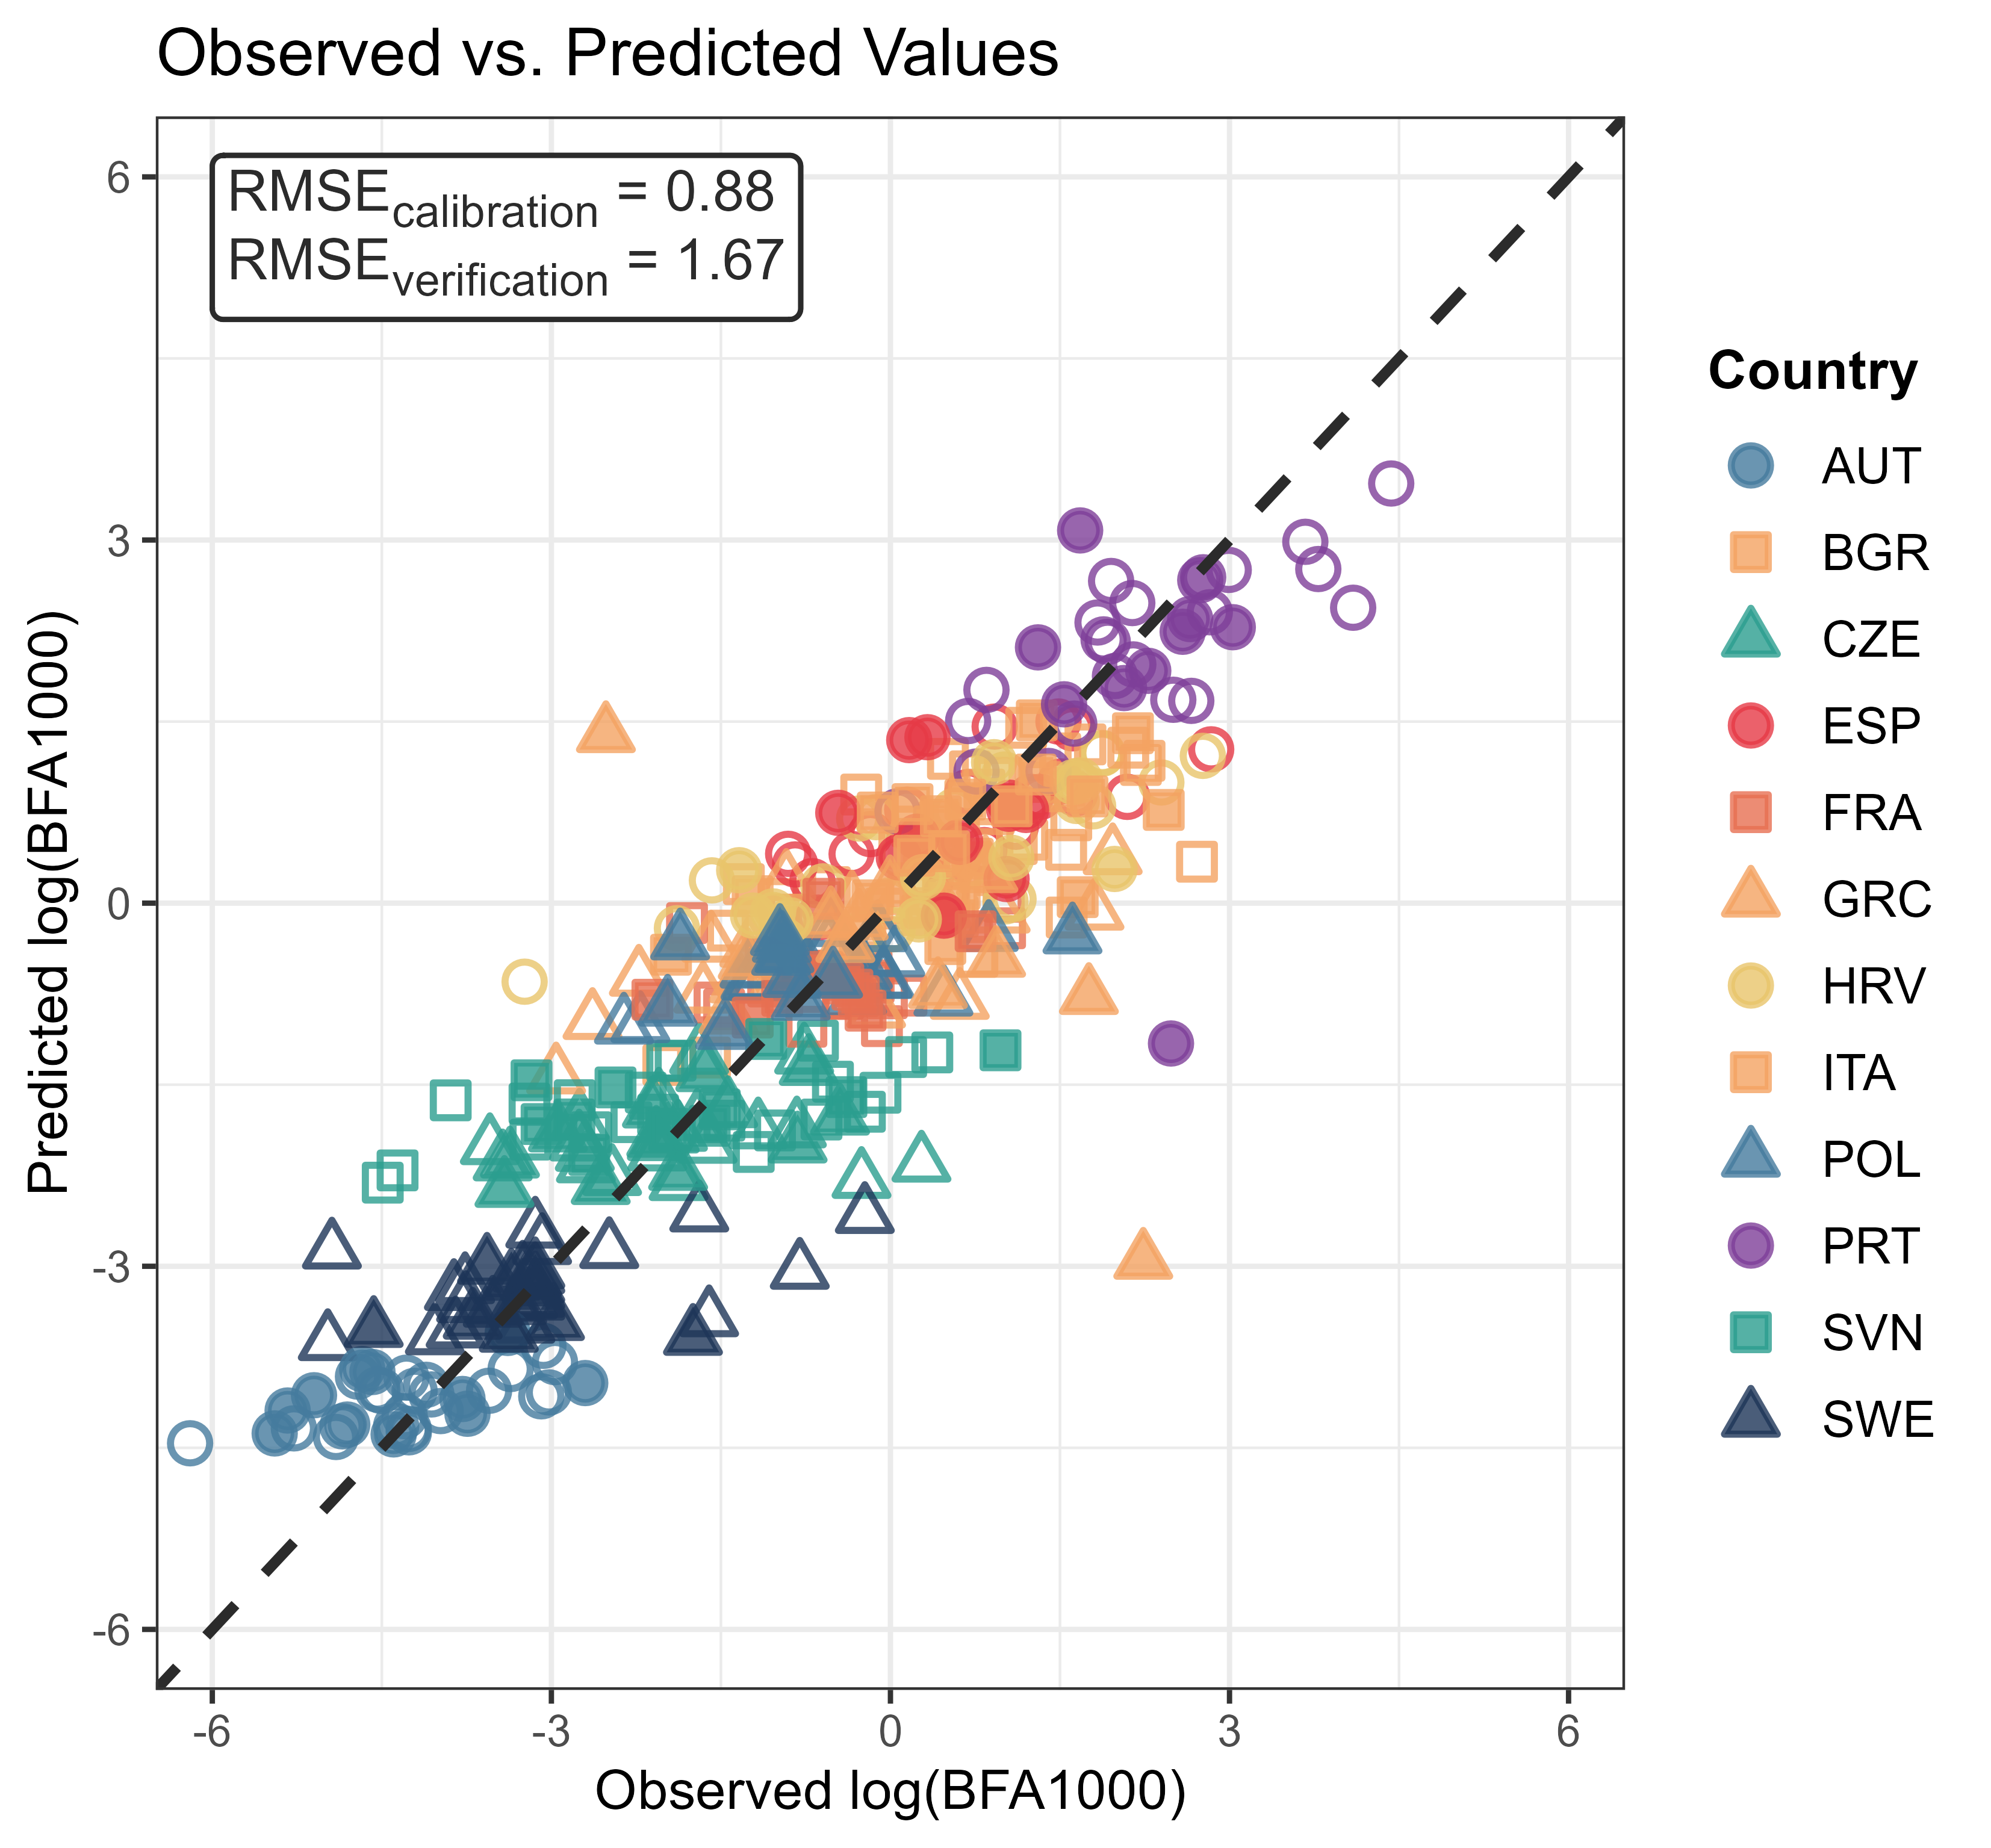 Observed vs. Predicted Values
RMSEcalibration = 0.88
RMSEverification = 1.67
6
3
0
-3
-6
Predicted log(BFA1000)
-6
-3
0
3
6
Observed log(BFA1000)
Country
AUT
BGR
CZE
ESP
FRA
GRC
HRV
ITA
POL
PRT
SVN
SWE